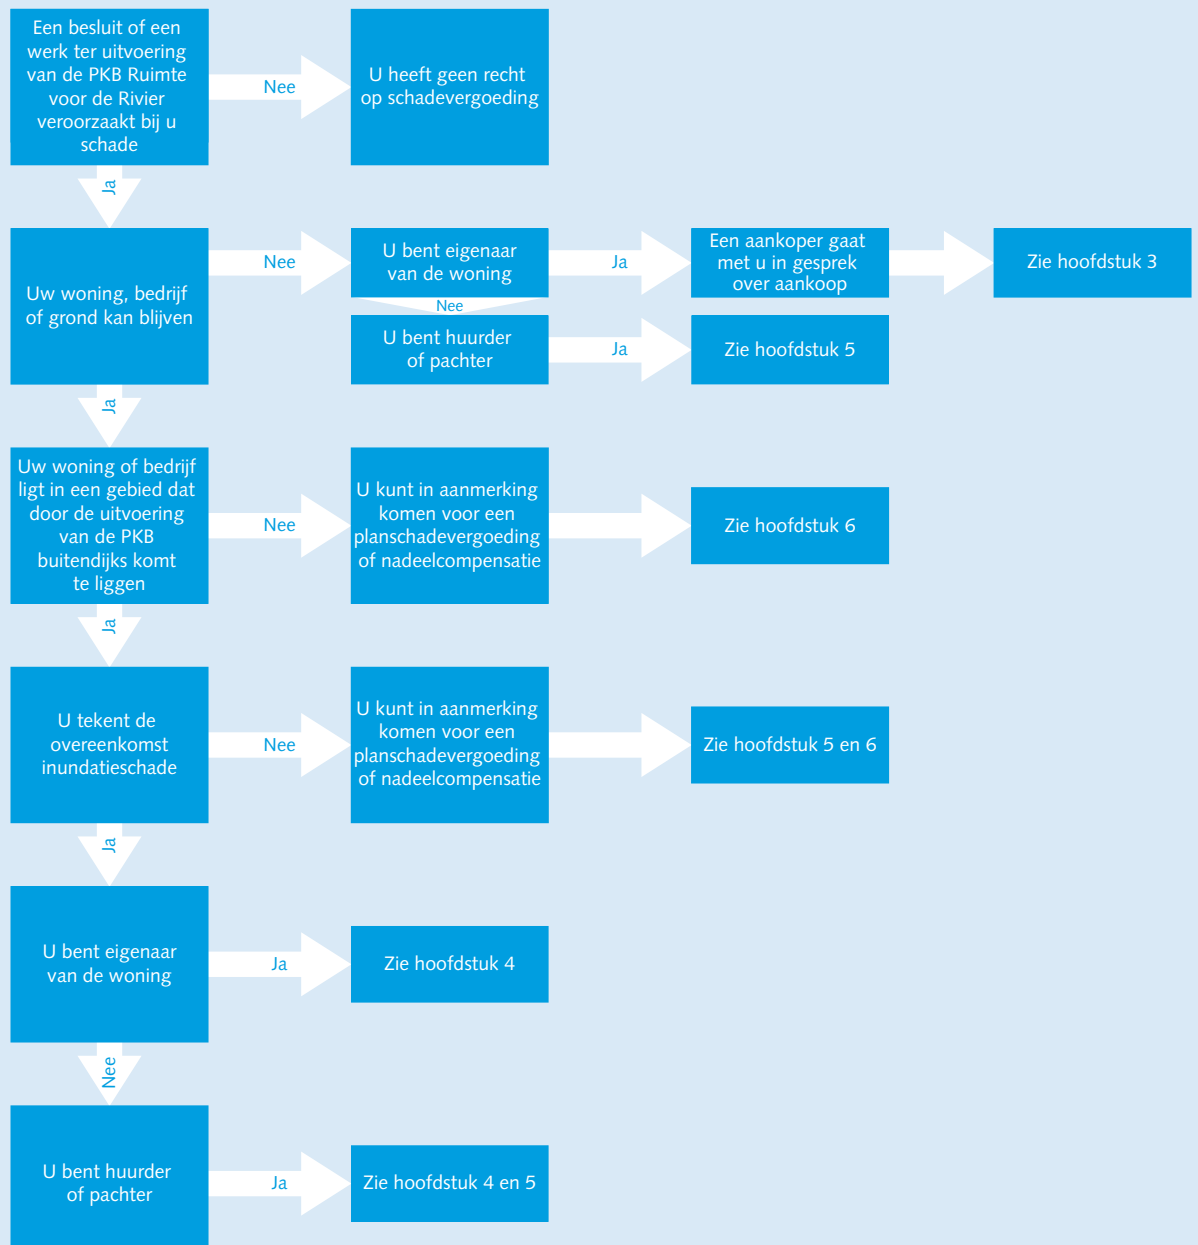 Een besluit of een
werk ter uitvoering
van de PKB Ruimte
voor de Rivier
veroorzaakt bij u
schade
Nee
U heeft geen recht
op schadevergoeding
Ja
Uw woning, bedrijf
of grond kan blijven
Nee
U bent eigenaar
van de woning
Ja
Een aankoper gaat
met u in gesprek
over aankoop
Zie hoofdstuk 3
Nee
U bent huurder
of pachter
Ja
Zie hoofdstuk 5
Ja
Uw woning of bedrijf
ligt in een gebied dat
door de uitvoering
van de PKB
buitendijks komt
te liggen
Nee
U kunt in aanmerking
komen voor een
planschadevergoeding
of nadeelcompensatie
Zie hoofdstuk 6
Ja
U tekent de
overeenkomst
inundatieschade
Nee
U kunt in aanmerking
komen voor een
planschadevergoeding
of nadeelcompensatie
Zie hoofdstuk 5 en 6
Ja
U bent eigenaar
van de woning
Ja
Zie hoofdstuk 4
Nee
U bent huurder
of pachter
Ja
Zie hoofdstuk 4 en 5